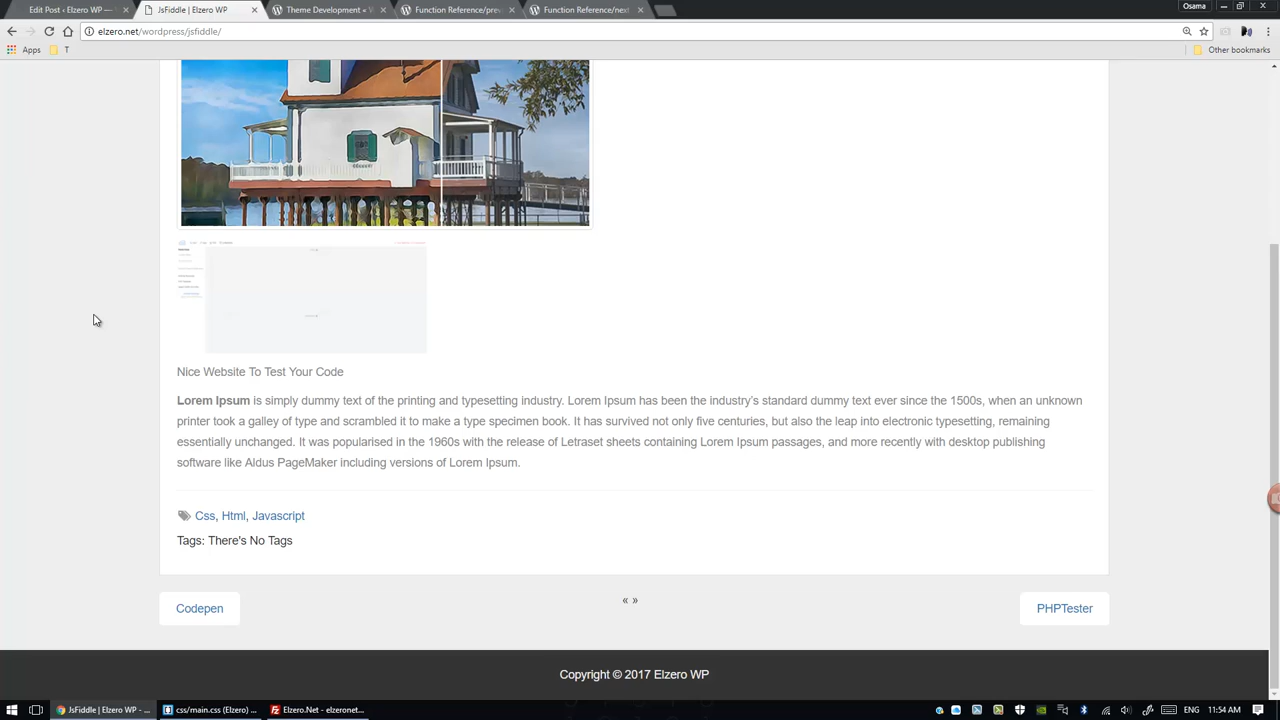 Edit Post ‹ Elzero WP — 
JsFiddle | Elzero WP
Theme Development « 
Function Reference/
Function Reference/next
Osama
elzero.net/wordpress/jsfiddle/
Apps
T
Other bookmarks
Nice Website To Test Your Code
Lorem Ipsum is simply dummy text of the printing and typesetting industry. Lorem Ipsum has been the industry’s standard dummy text ever since the 1500s, when an unknown
printer took a galley of type and scrambled it to make a type specimen book. It has survived not only five centuries, but also the leap into electronic typesetting, remaining
essentially unchanged. It was popularised in the 1960s with the release of Letraset sheets containing Lorem Ipsum passages, and more recently with desktop publishing
software like Aldus PageMaker including versions of Lorem Ipsum.
Css, Html, Javascript
Tags: There's No Tags
Codepen
« »
PHPTester
Copyright © 2017 Elzero WP
JsFiddle | Elzero WP - ...
css/main.css (Elzero) ...
Elzero.Net - elzeronet...
ENG
11:54 AM